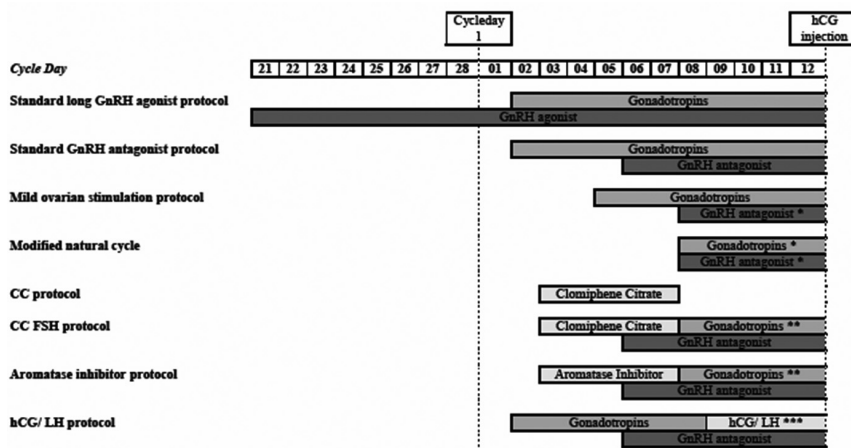 Cycleday
1
hCG
injection
Cycle Day 21 22 23 24 25 26 27 28 01 02 03 04 05 06 07 08 09 10 11 12
Standard long GnRH agonist protocol Gonadotropins
GnRH agonist
Standard GnRH antagonist protocol Gonadotropins
GnRH antagonist
Mild ovarian stimulation protocol Gonadotropins
GnRH antagonist *
Modified natural cycle Gonadotropins *
GnRH antagonist *
CC protocol Clomiphene Citrate
CC FSH protocol Clomiphene Citrate Gonadotropins **
GnRH antagonist
Aromatase inhibitor protocol Aromatase Inhibitor Gonadotropins **
GnRH antagonist
hCG/ LH protocol Gonadotropins hCG/ LH ***
GnRH antagonist